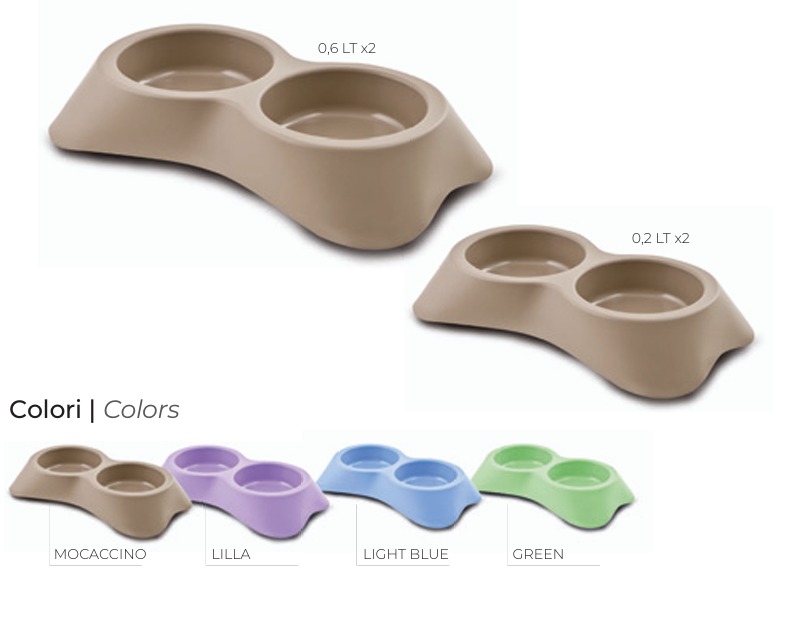 0,6 LT x2
0,2 LT x2
Colori | Colors
MOCACCINO
LILLA
LIGHT BLUE
GREEN